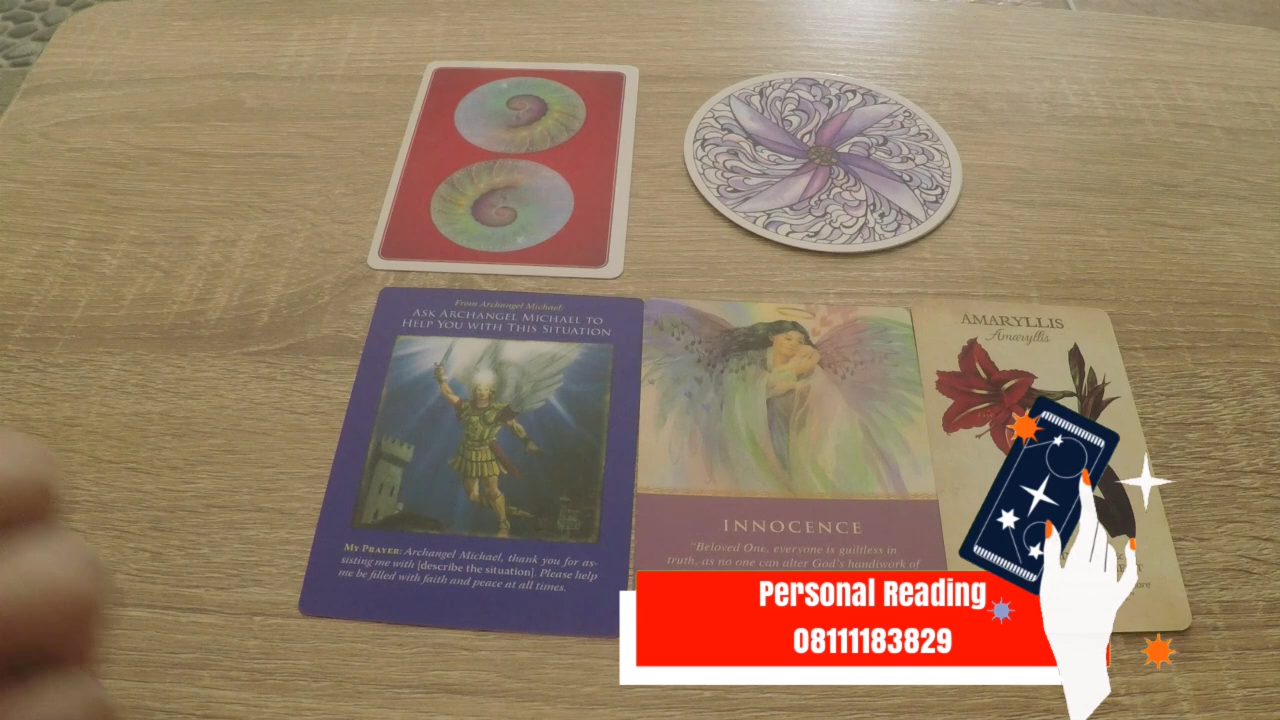 From Archangel Michael:
ASK ARCHANGEL MICHAEL TO
HELP YOU WITH THIS SITUATION
MY PRAYER: Archangel Michael, thank you for as-
sisting me with [describe the situation]. Please help
me be filled with faith and peace at all times.
INNOCENCE
"Beloved One, everyone is guiltless in
truth, as no one can alter God's handiwork of
AMARYLLIS
Amaryllis
Personal Reading
08111183829